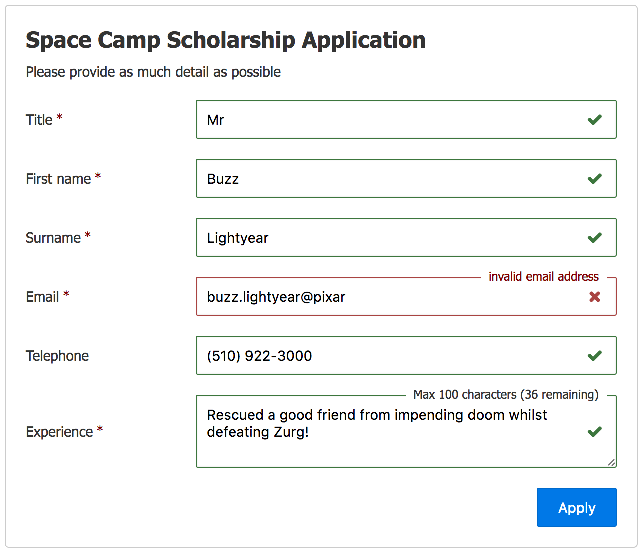 Space Camp Scholarship Application
Please provide as much detail as possible
Title *
Mr
First name *
Buzz
Surname *
Lightyear
invalid email address
Email *
buzz.lightyear@pixar
Telephone
(510) 922-3000
Max 100 characters (36 remaining)
Experience *
Rescued a good friend from impending doom whilst
defeating Zurg!
Apply